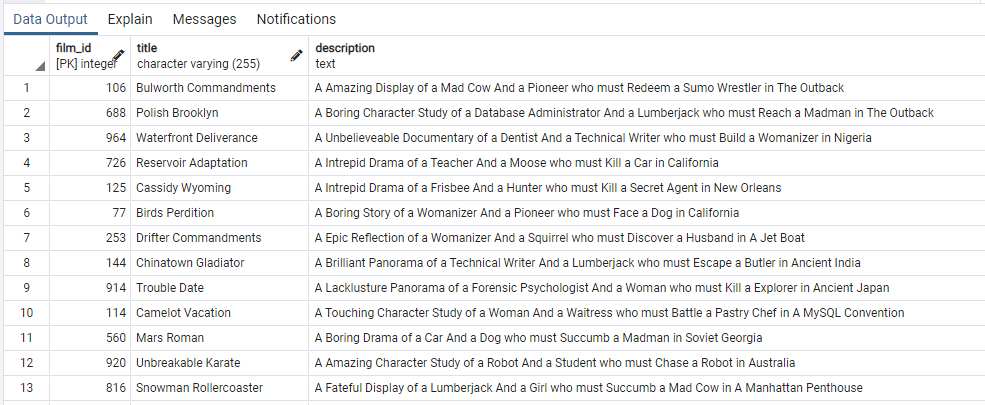 Data Output Explain Messages Notifications
film_id title description
[PK] integer character varying (255) text
1 106 Bulworth Commandments A Amazing Display of a Mad Cow And a Pioneer who must Redeem a Sumo Wrestler in The Outback
2 688 Polish Brooklyn A Boring Character Study of a Database Administrator And a Lumberjack who must Reach a Madman in The Outback
3 964 Waterfront Deliverance A Unbelieveable Documentary of a Dentist And a Technical Writer who must Build a Womanizer in Nigeria
4 726 Reservoir Adaptation A Intrepid Drama of a Teacher And a Moose who must Kill a Car in California
5 125 Cassidy Wyoming A Intrepid Drama of a Frisbee And a Hunter who must Kill a Secret Agent in New Orleans
6 77 Birds Perdition A Boring Story of a Womanizer And a Pioneer who must Face a Dog in California
7 253 Drifter Commandments A Epic Reflection of a Womanizer And a Squirrel who must Discover a Husband in A Jet Boat
8 144 Chinatown Gladiator A Brilliant Panorama of a Technical Writer And a Lumberjack who must Escape a Butler in Ancient India
9 914 Trouble Date A Lacklusture Panorama of a Forensic Psychologist And a Woman who must Kill a Explorer in Ancient Japan
10 114 Camelot Vacation A Touching Character Study of a Woman And a Waitress who must Battle a Pastry Chef in A MySQL Convention
11 560 Mars Roman A Boring Drama of a Car And a Dog who must Succumb a Madman in Soviet Georgia
12 920 Unbreakable Karate A Amazing Character Study of a Robot And a Student who must Chase a Robot in Australia
13 816 Snowman Rollercoaster A Fateful Display of a Lumberjack And a Girl who must Succumb a Mad Cow in A Manhattan Penthouse